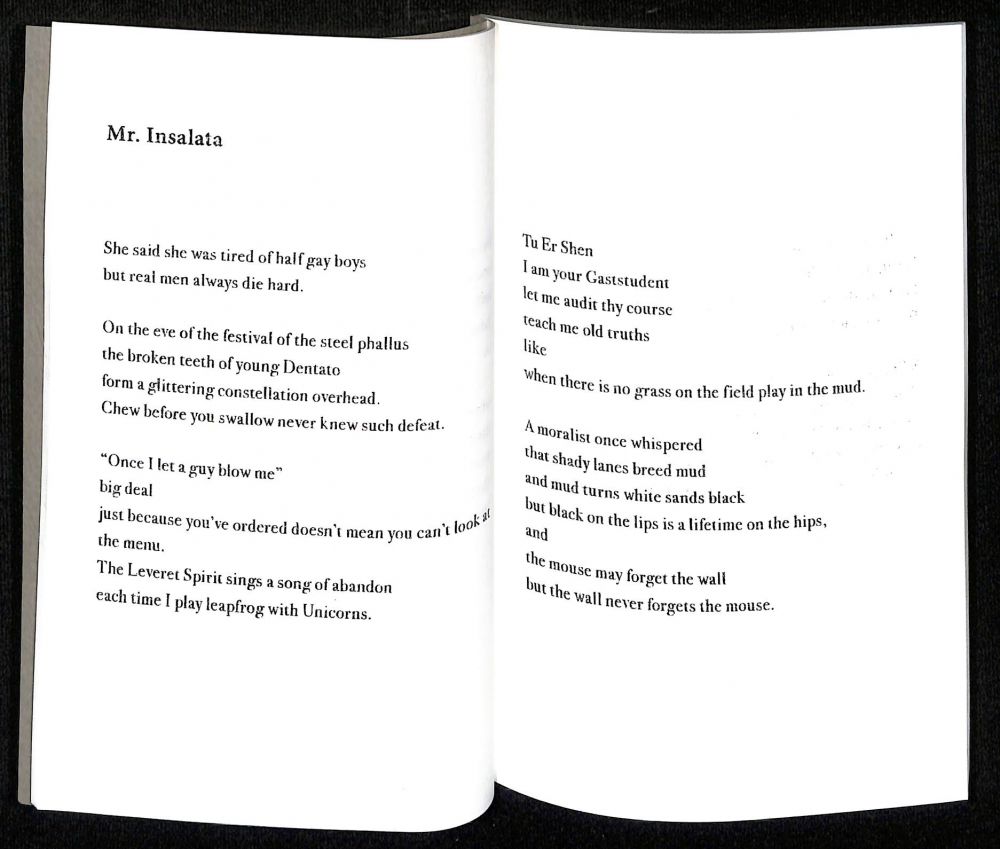 Mr. Insalata
She said she was tired of half gay boys
but real men always die hard.
On the eve of the festival of the steel phallus
the broken teeth of young Dentato
form a glittering constellation overhead.
Chew before you swallow never knew such defeat.
“Once I let a guy blow me”
big deal
just because you’ve ordered doesn’t mean you can’t look at
the menu.
The Leveret Spirit sings a song of abandon
each time I play leapfrog with Unicorns.
Tu Er Shen
I am your Gaststudent
let me audit thy course
teach me old truths
like
when there is no grass on the field play in the mud.
A moralist once whispered
that shady lanes breed mud
and mud turns white sands black
but black on the lips is a lifetime on the hips,
and
the mouse may forget the wall
but the wall never forgets the mouse.